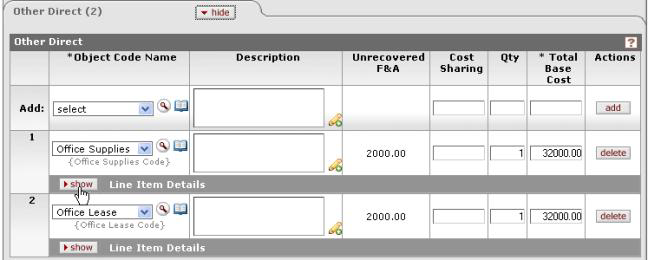 Other Direct (2) hide
Other Direct ?
*Object Code Name Description Unrecovered F&A Cost Sharing Qty * Total Base Cost Actions
Add: select add
1 Office Supplies 2000.00 1 32000.00 delete
{Office Supplies Code}
show Line Item Details
2 Office Lease 2000.00 1 32000.00 delete
{Office Lease Code}
show Line Item Details